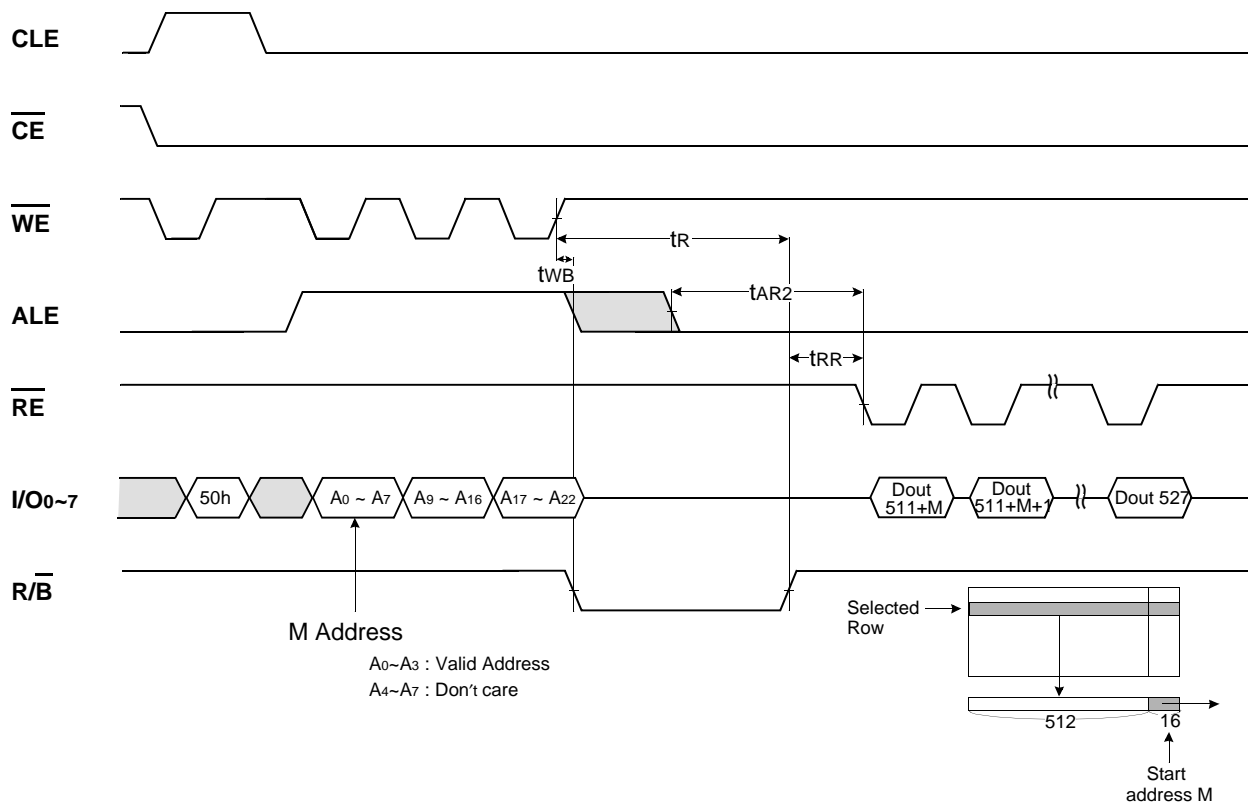 CLE
CE
WE
tR
tWB
tAR2
ALE
tRR
RE
I/O0~7
50h
A0 ~ A7
A9 ~ A16
A17 ~ A22
Dout
511+M
Dout
511+M+1
Dout 527
R/B
M Address
A0~A3 : Valid Address
A4~A7 : Don't care
Selected
Row
512
16
Start
address M